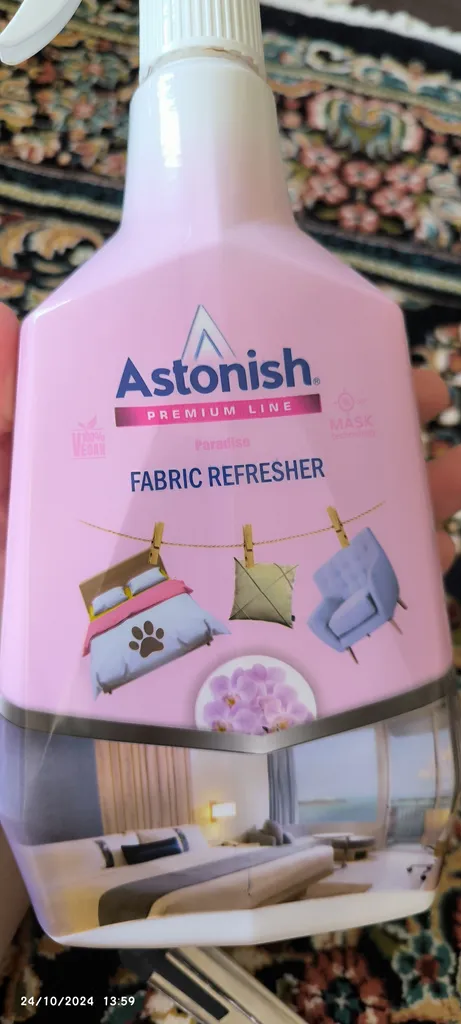 Astonish®
PREMIUM LINE
100%
VEGAN
MASK
Paradise
FABRIC REFRESHER
24/10/2024 13:59